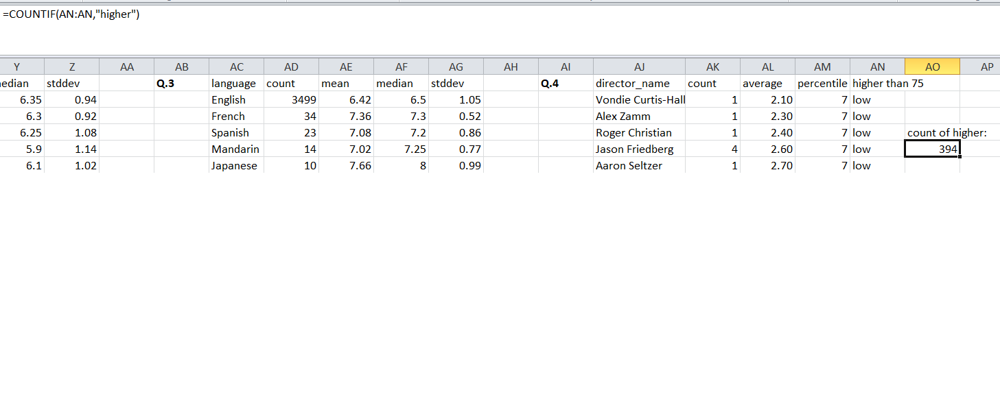 =COUNTIF(AN:AN,"higher")
Y Z AA AB AC AD AE AF AG AH AI AJ AK AL AM AN AO AP
edian stddev Q.3 language count mean median stddev Q.4 director_name count average percentile higher than 75
6.35 0.94 English 3499 6.42 6.5 1.05 Vondie Curtis-Hall 1 2.10 7 low
6.3 0.92 French 34 7.36 7.3 0.52 Alex Zamm 1 2.30 7 low
6.25 1.08 Spanish 23 7.08 7.2 0.86 Roger Christian 1 2.40 7 low count of higher:
5.9 1.14 Mandarin 14 7.02 7.25 0.77 Jason Friedberg 4 2.60 7 low 394
6.1 1.02 Japanese 10 7.66 8 0.99 Aaron Seltzer 1 2.70 7 low